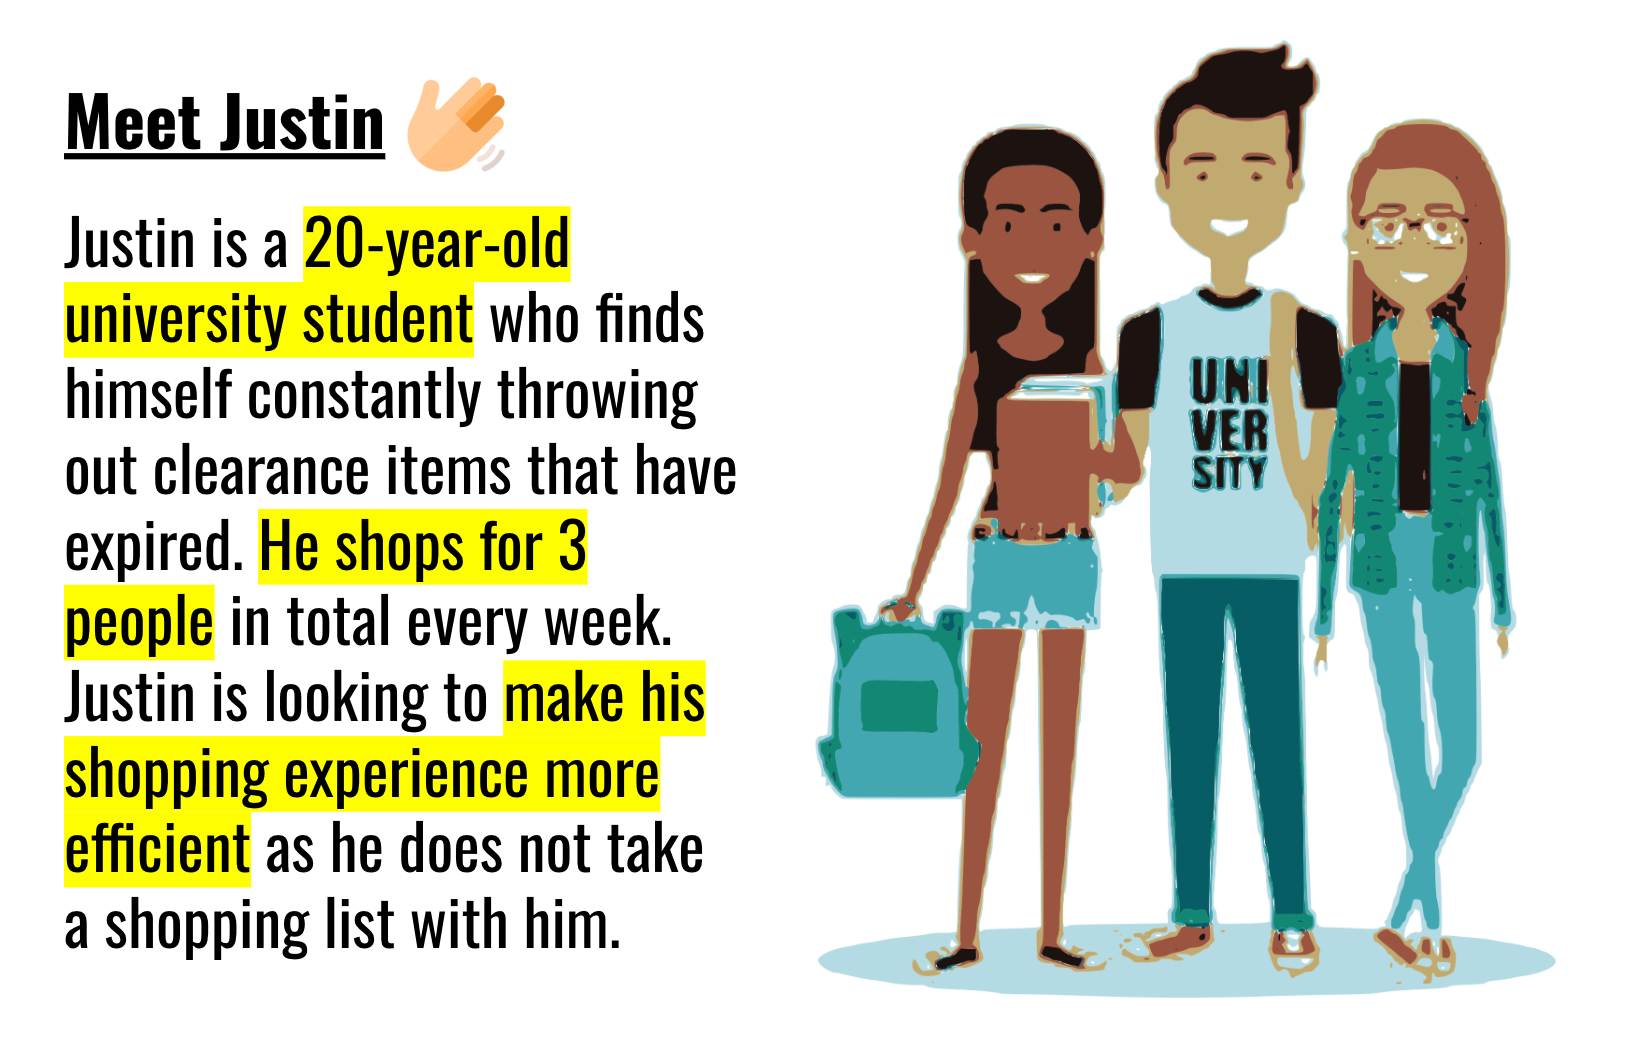 Meet Justin
Justin is a 20-year-old
university student who finds
himself constantly throwing
out clearance items that have
expired. He shops for 3
people in total every week.
Justin is looking to make his
shopping experience more
efficient as he does not take
a shopping list with him.
UNI
VER
SITY